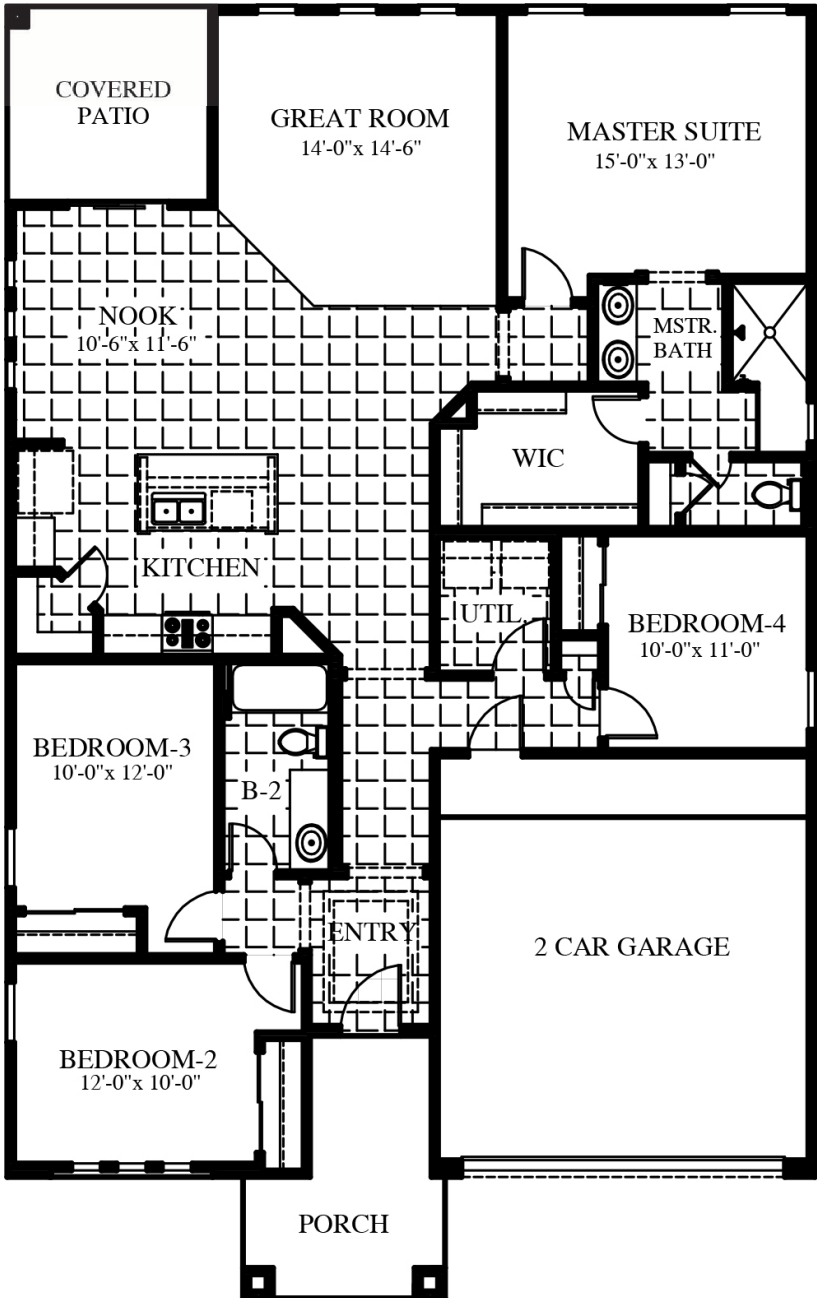 COVERED
PATIO
GREAT ROOM
14'-0"x 14'-6"
MASTER SUITE
15'-0"x 13'-0"
NOOK
10'-6"x 11'-6"
MSTR.
BATH
WIC
KITCHEN
UTIL.
BEDROOM-4
10'-0"x 11'-0"
BEDROOM-3
10'-0"x 12'-0"
B-2
ENTRY
2 CAR GARAGE
BEDROOM-2
12'-0"x 10'-0"
PORCH